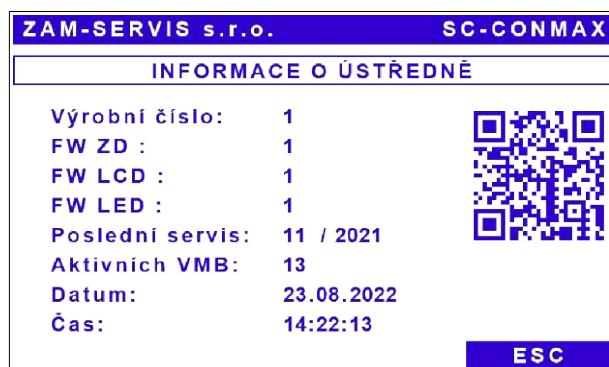 ZAM-SERVIS s.r.o. SC-CONMAX
INFORMACE O ÚSTŘEDNĚ
Výrobní číslo: 1
FW ZD : 1
FW LCD : 1
FW LED : 1
Poslední servis: 11 / 2021
Aktivních VMB: 13
Datum: 23.08.2022
Čas: 14:22:13
ESC